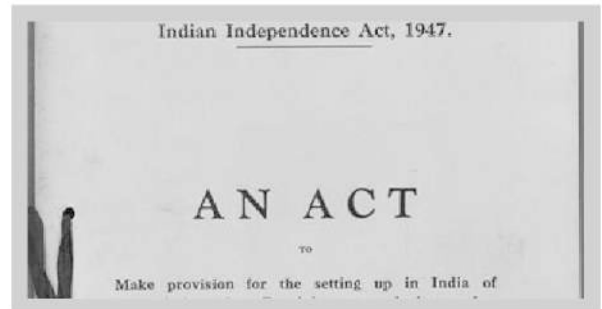 Indian Independence Act, 1947.
AN ACT
TO
Make provision for the setting up in India of